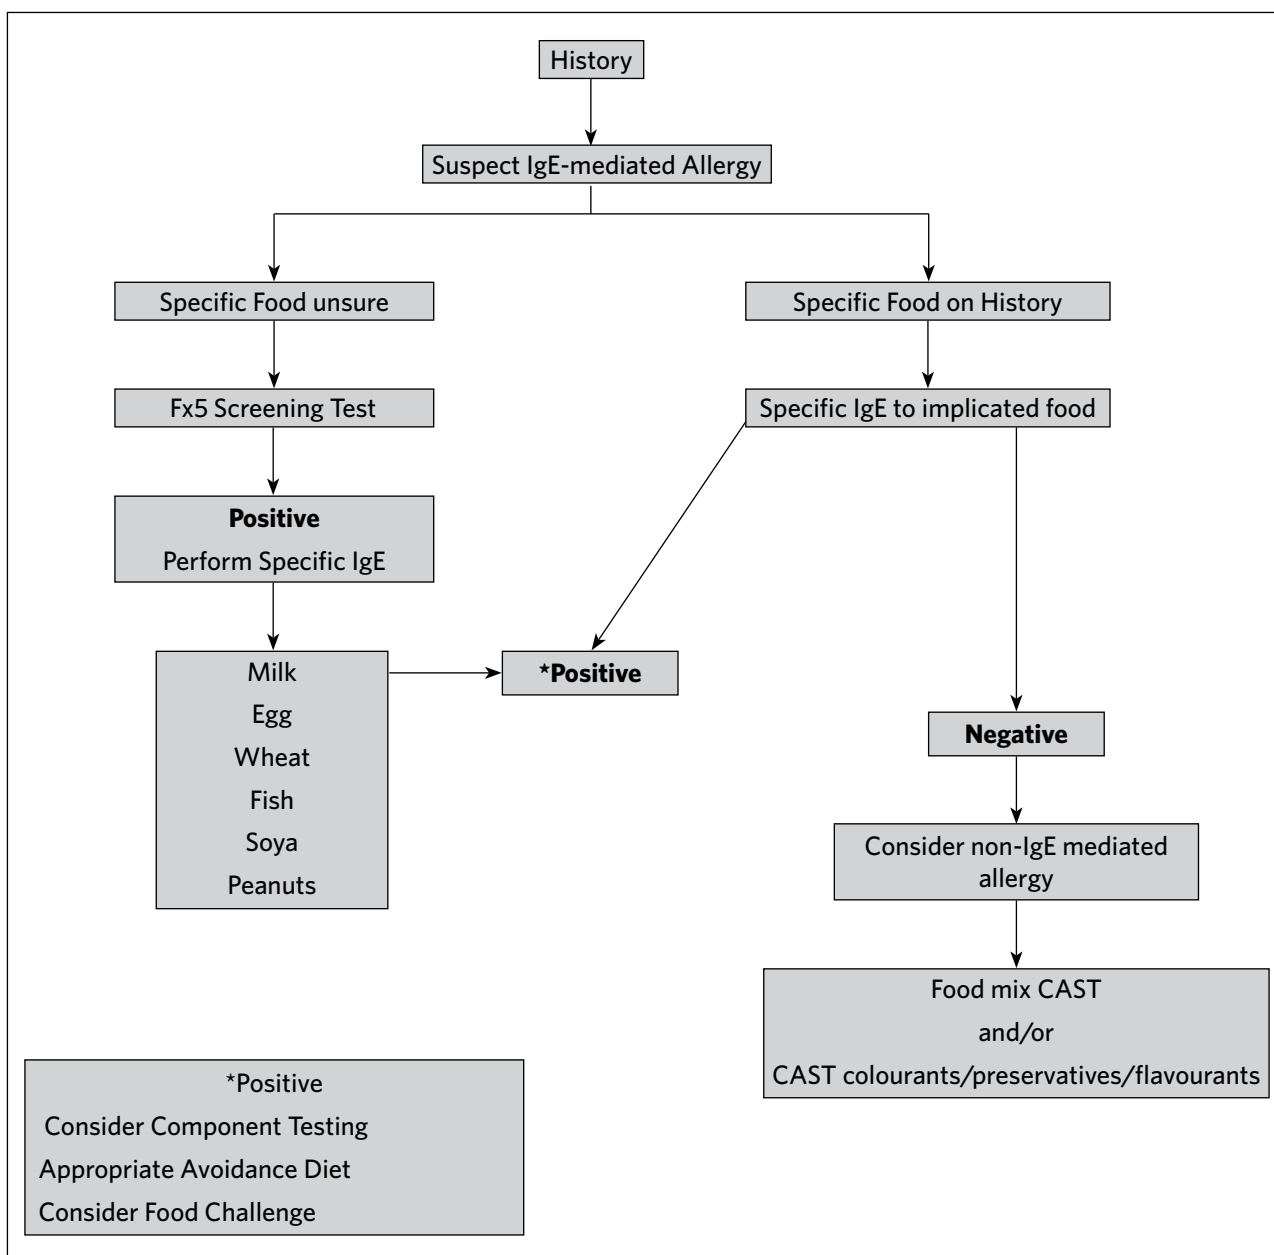 History
Suspect IgE-mediated Allergy
Specific Food unsure
Specific Food on History
Fx5 Screening Test
Specific IgE to implicated food
Positive
Perform Specific IgE
Milk
Egg
Wheat
Fish
Soya
Peanuts
*Positive
Negative
Consider non-IgE mediated
allergy
Food mix CAST
and/or
CAST colourants/preservatives/flavourants
*Positive
Consider Component Testing
Appropriate Avoidance Diet
Consider Food Challenge